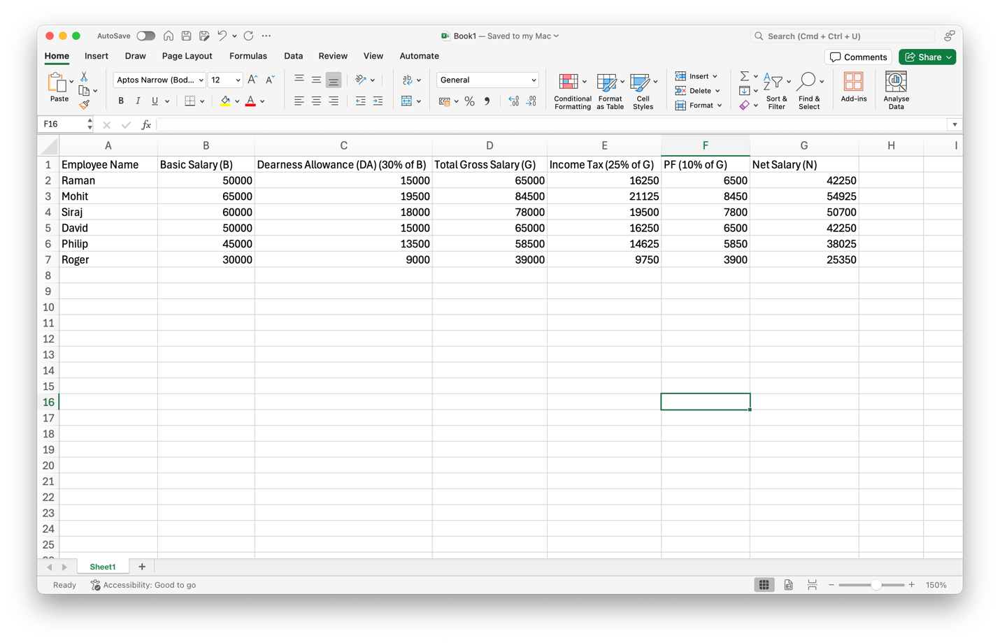 AutoSave
Book1 — Saved to my Mac
Search (Cmd + Ctrl + U)
Home Insert Draw Page Layout Formulas Data Review View Automate
Comments Share
Paste
Aptos Narrow (Bod... 12 A A
B I U A
ab
General
% 9
.00 .0
Conditional Formatting
Format as Table
Cell Styles
Insert
Delete
Format
Sort & Filter
Find & Select
Add-ins
Analyse Data
F16 fx
A B C D E F G H I
1 Employee Name Basic Salary (B) Dearness Allowance (DA) (30% of B) Total Gross Salary (G) Income Tax (25% of G) PF (10% of G) Net Salary (N)
2 Raman 50000 15000 65000 16250 6500 42250
3 Mohit 65000 19500 84500 21125 8450 54925
4 Siraj 60000 18000 78000 19500 7800 50700
5 David 50000 15000 65000 16250 6500 42250
6 Philip 45000 13500 58500 14625 5850 38025
7 Roger 30000 9000 39000 9750 3900 25350
8
9
10
11
12
13
14
15
16
17
18
19
20
21
22
23
24
25
Sheet1
Ready Accessibility: Good to go
150%